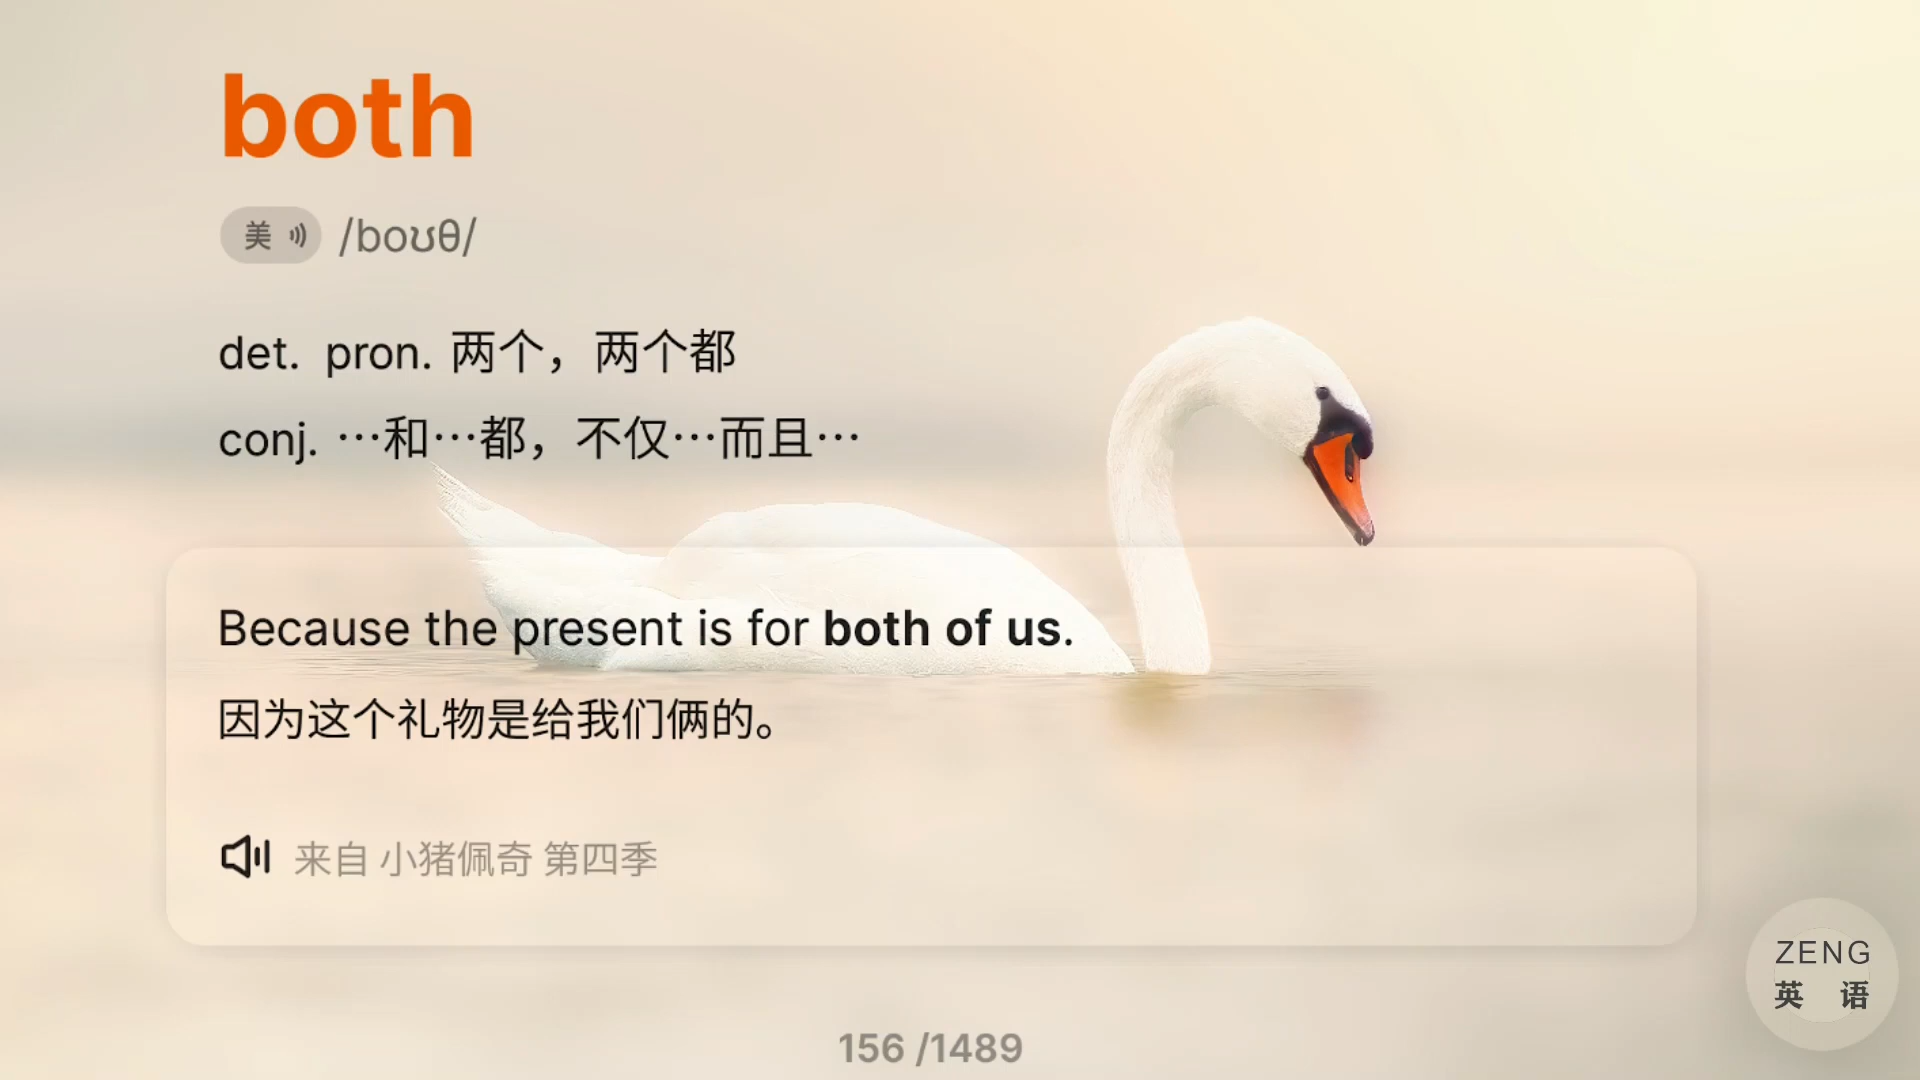 both
美 /boʊθ/
det. pron. 两个，两个都
conj. …和…都，不仅…而且…
Because the present is for both of us.
因为这个礼物是给我们俩的。
来自 小猪佩奇 第四季
ZENG
英 语
156 /1489